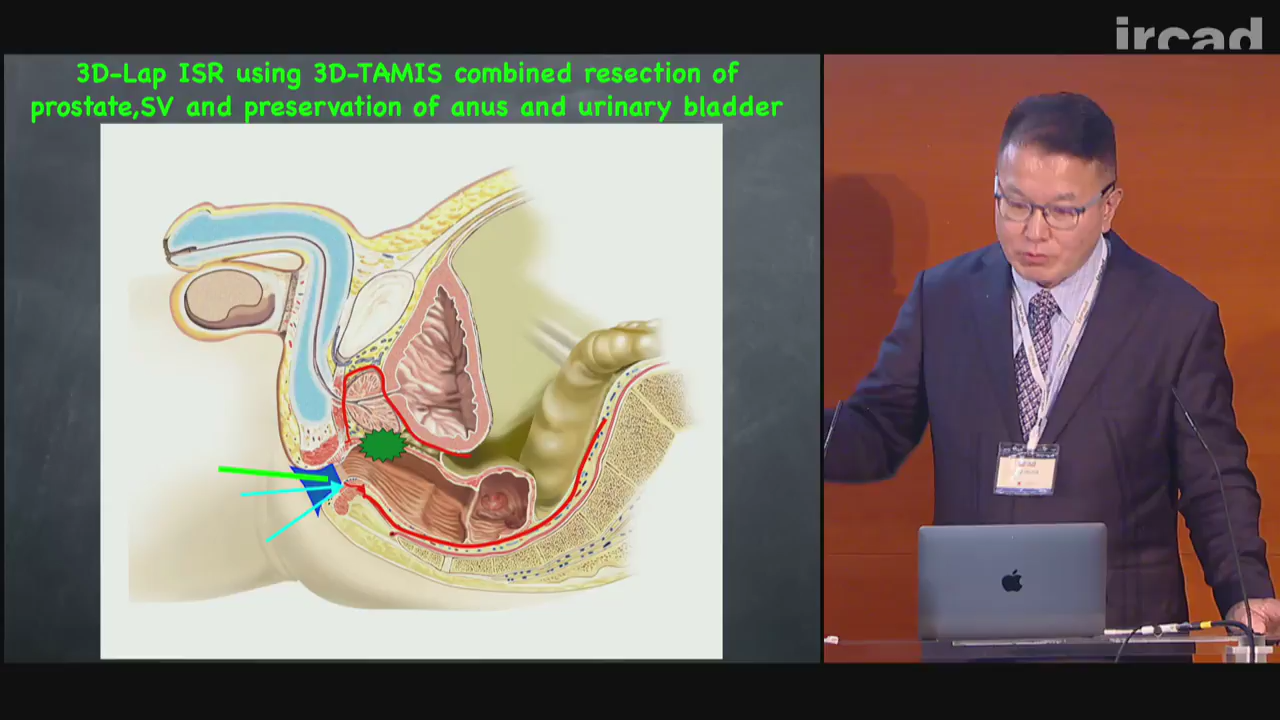 ircad
3D-Lap ISR using 3D-TAMIS combined resection of
prostate,SV and preservation of anus and urinary bladder